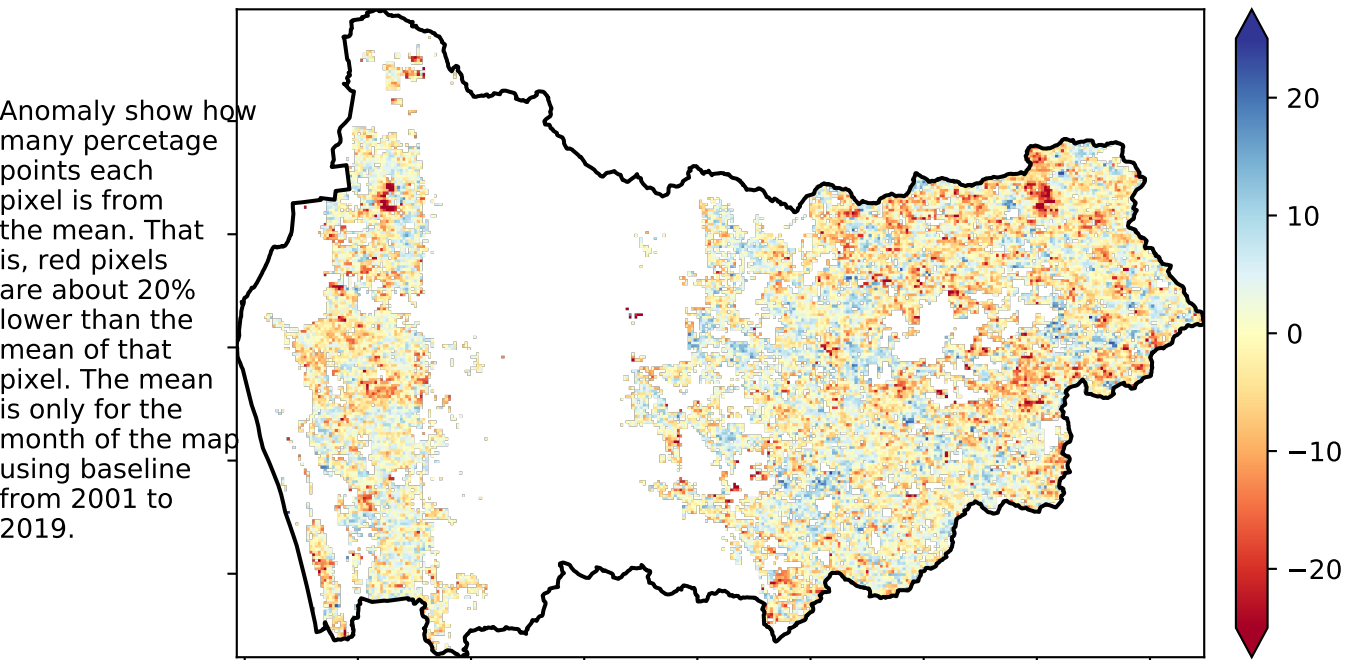 Anomaly show how
many percetage
points each
pixel is from
the mean. That
is, red pixels
are about 20%
lower than the
mean of that
pixel. The mean
is only for the
month of the map
using baseline
from 2001 to
2019.
20
10
0
−10
−20